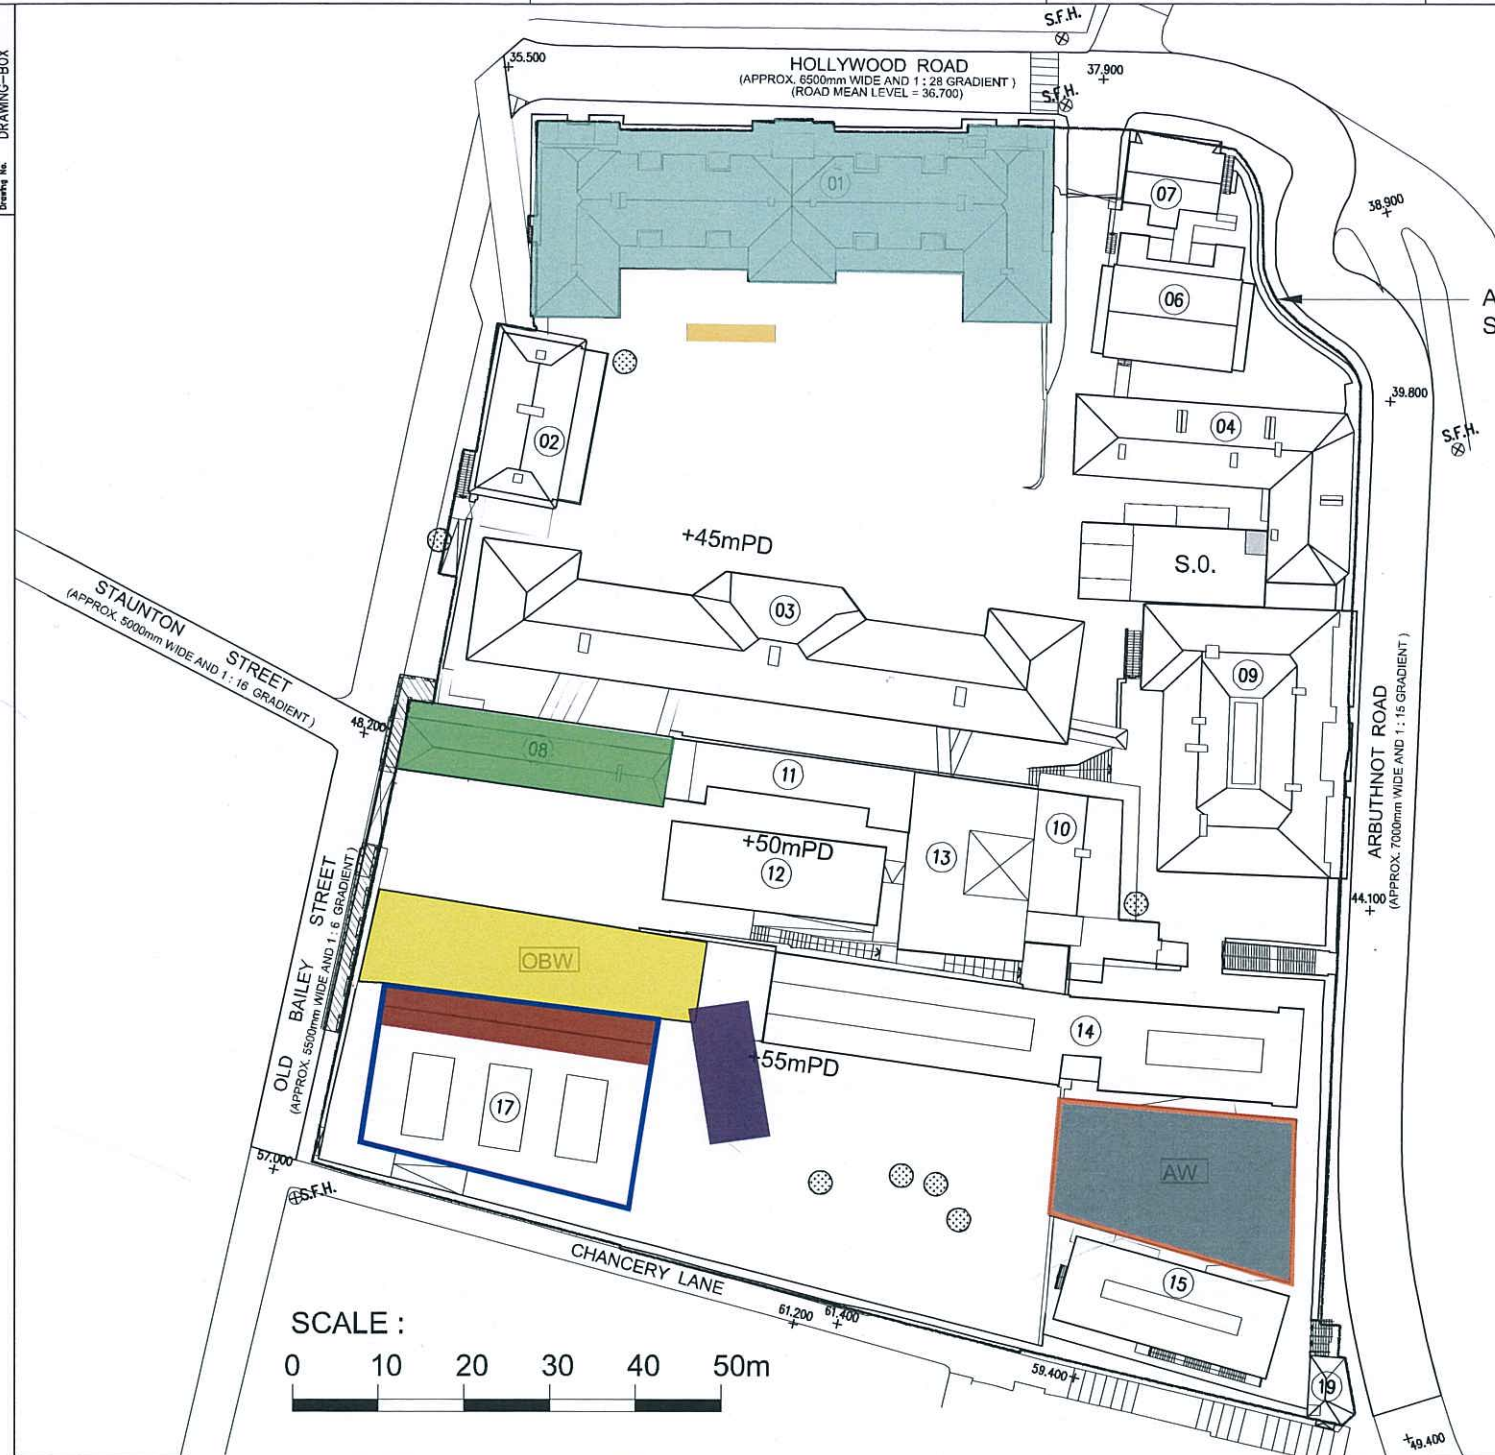 Drawing No. DRAWING-BOX
S.F.H.
35.500
HOLLYWOOD ROAD
(APPROX. 6500mm WIDE AND 1 : 28 GRADIENT )
(ROAD MEAN LEVEL = 36.700)
37.900
S.F.H.
01
07
38.900
06
A
S
39.800
02
04
S.F.H.
+45mPD
S.O.
STAUNTON STREET
(APPROX. 5000mm WIDE AND 1 : 16 GRADIENT )
03
09
48.200
08
11
ARBUTHNOT ROAD
(APPROX. 7000mm WIDE AND 1 : 15 GRADIENT )
10
+50mPD
13
12
44.100
OLD BAILEY STREET
(APPROX. 5500mm WIDE AND 1 : 6 GRADIENT )
OBW
14
+55mPD
17
57.000
S.F.H.
AW
CHANCERY LANE
15
61.200
61.400
59.400
19
49.400
SCALE :
0 10 20 30 40 50m